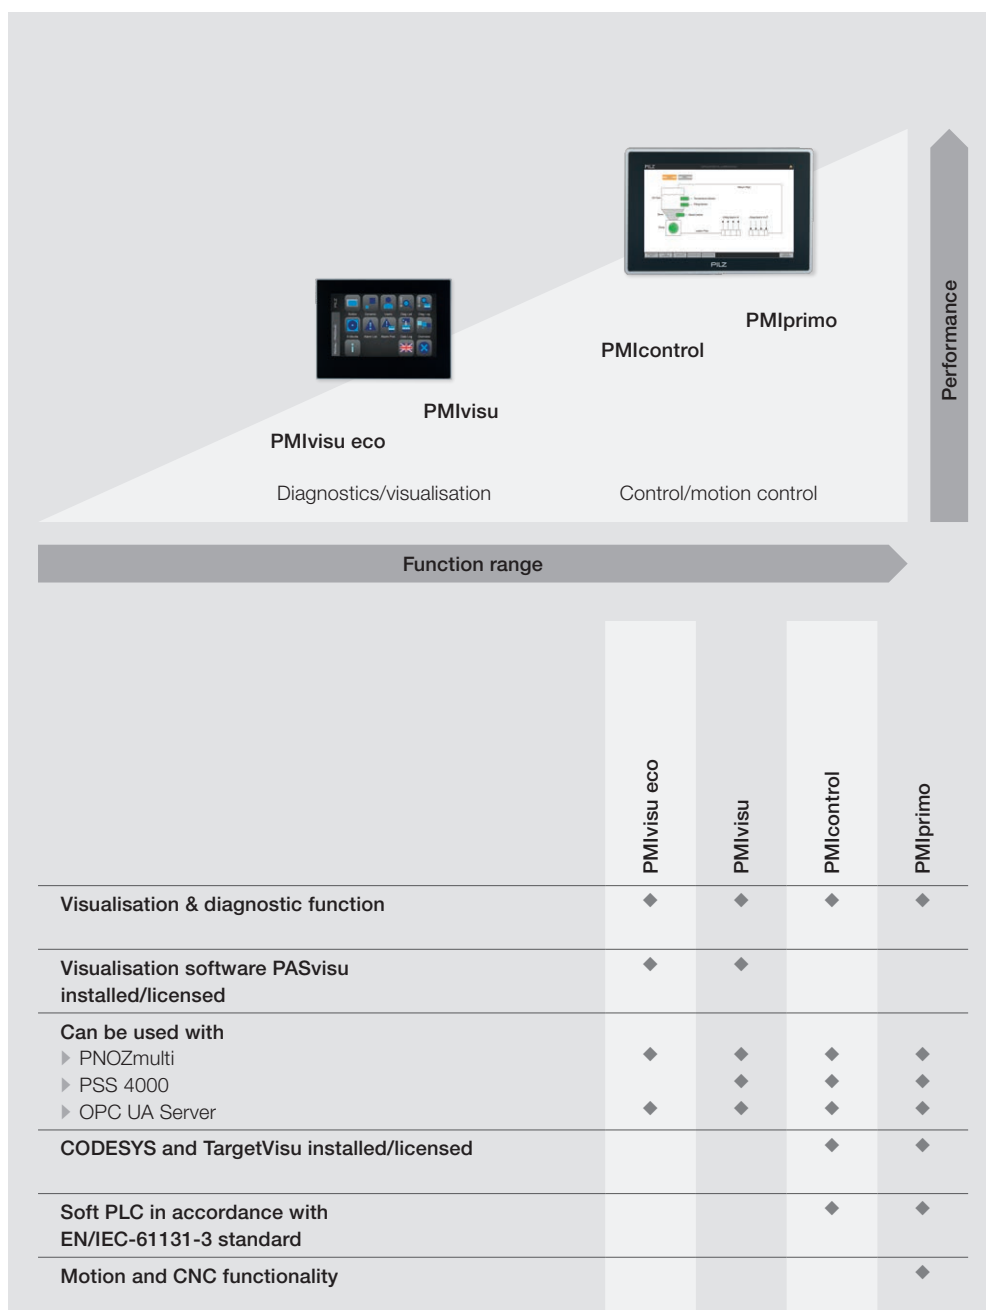 PILZ
PILZ
PMIprimo
PMIcontrol
PMIvisu
PMIvisu eco
Diagnostics/visualisation
Control/motion control
Performance
Function range
PMIvisu eco
PMIvisu
PMIcontrol
PMIprimo
Visualisation & diagnostic function
Visualisation software PASvisu
installed/licensed
Can be used with
PNOZmulti
PSS 4000
OPC UA Server
CODESYS and TargetVisu installed/licensed
Soft PLC in accordance with
EN/IEC-61131-3 standard
Motion and CNC functionality